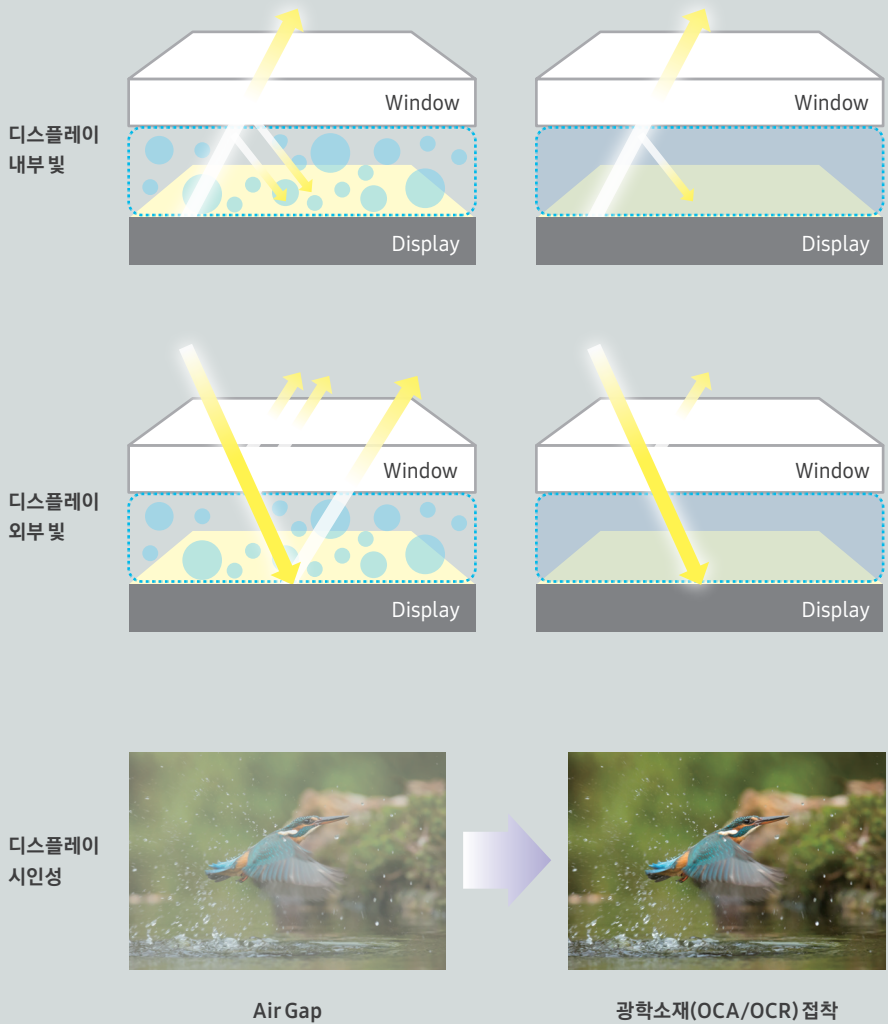 디스플레이
내부 빛
Window
Display
Window
Display
디스플레이
외부 빛
Window
Display
Window
Display
디스플레이
시인성
Air Gap
광학소재(OCA/OCR) 접착